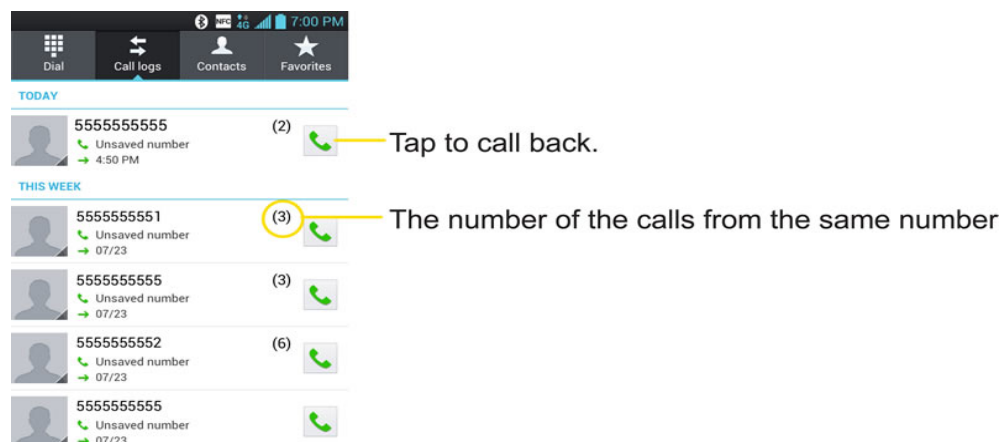 NFC 4G 7:00 PM
Dial Call logs Contacts Favorites
TODAY
5555555555 (2)
Unsaved number
4:50 PM
Tap to call back.
THIS WEEK
5555555551 (3)
The number of the calls from the same number
Unsaved number
07/23
5555555555 (3)
Unsaved number
07/23
5555555552 (6)
Unsaved number
07/23
5555555555
Unsaved number
07/23